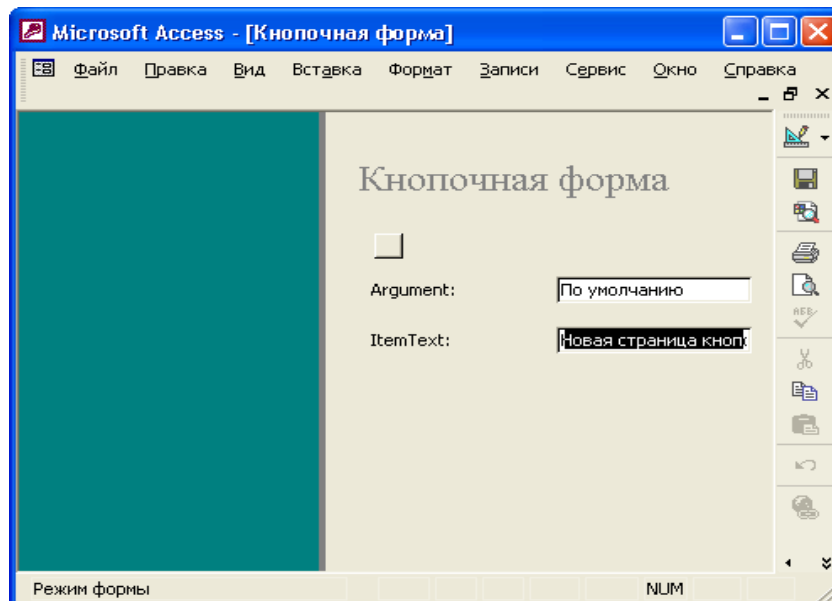 Microsoft Access - [Кнопочная форма]
Файл Правка Вид Вставка Формат Записи Сервис Окно Справка
Кнопочная форма
Argument: По умолчанию
ItemText: Новая страница кноп
Режим формы NUM